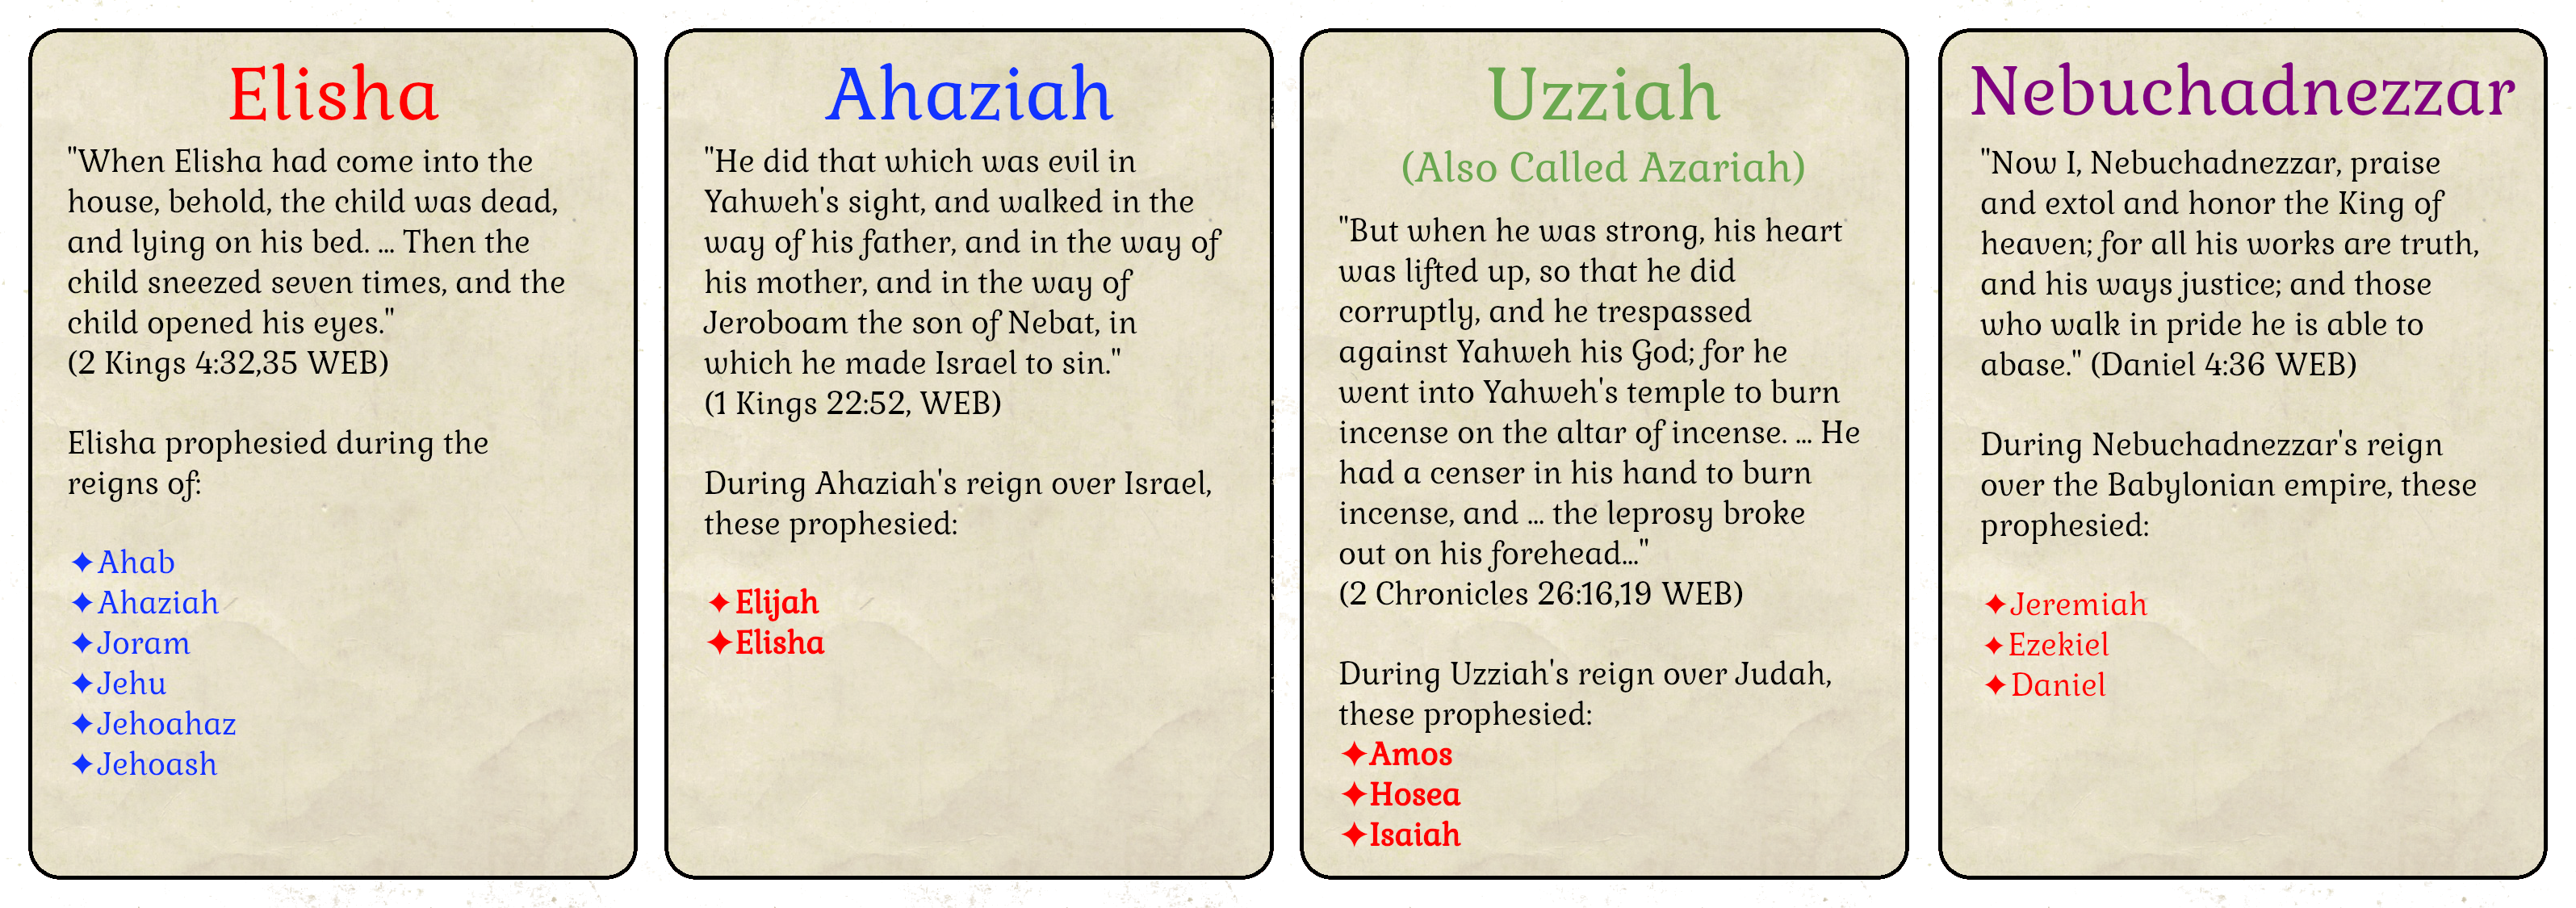 Elisha
"When Elisha had come into the
house, behold, the child was dead,
and lying on his bed. ... Then the
child sneezed seven times, and the
child opened his eyes."
(2 Kings 4:32,35 WEB)
Elisha prophesied during the
reigns of:
✦Ahab
✦Ahaziah
✦Joram
✦Jehu
✦Jehoahaz
✦Jehoash
Ahaziah
"He did that which was evil in
Yahweh's sight, and walked in the
way of his father, and in the way of
his mother, and in the way of
Jeroboam the son of Nebat, in
which he made Israel to sin."
(1 Kings 22:52, WEB)
During Ahaziah's reign over Israel,
these prophesied:
✦Elijah
✦Elisha
Uzziah
(Also Called Azariah)
"But when he was strong, his heart
was lifted up, so that he did
corruptly, and he trespassed
against Yahweh his God; for he
went into Yahweh's temple to burn
incense on the altar of incense. ... He
had a censer in his hand to burn
incense, and ... the leprosy broke
out on his forehead..."
(2 Chronicles 26:16,19 WEB)
During Uzziah's reign over Judah,
these prophesied:
✦Amos
✦Hosea
✦Isaiah
Nebuchadnezzar
"Now I, Nebuchadnezzar, praise
and extol and honor the King of
heaven; for all his works are truth,
and his ways justice; and those
who walk in pride he is able to
abase." (Daniel 4:36 WEB)
During Nebuchadnezzar's reign
over the Babylonian empire, these
prophesied:
✦Jeremiah
✦Ezekiel
✦Daniel